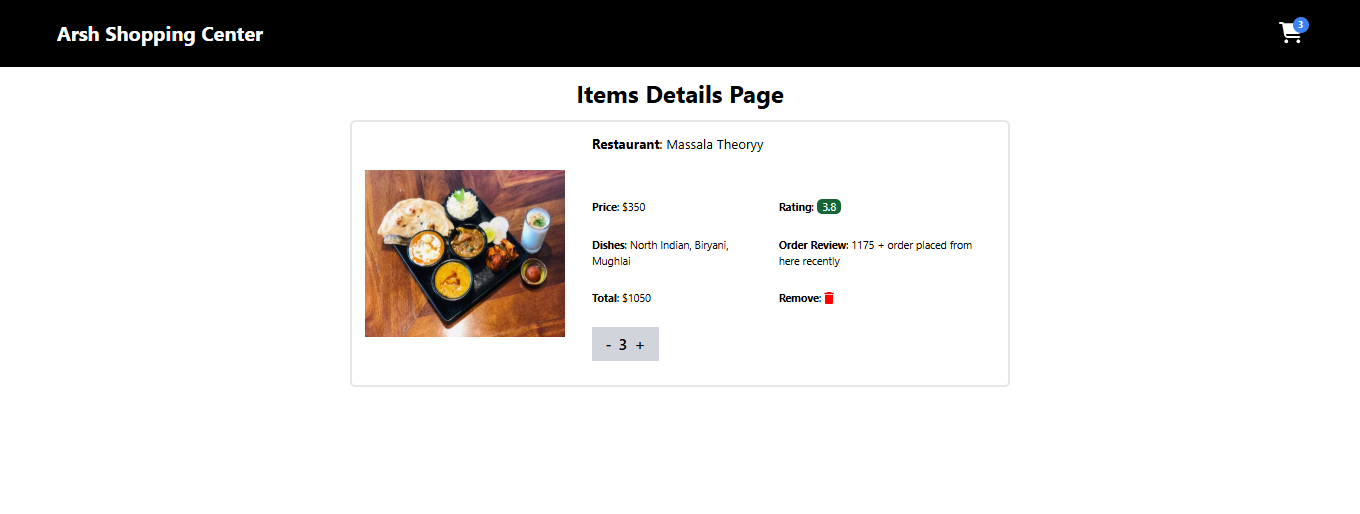 Arsh Shopping Center
3
Items Details Page
Restaurant: Massala Theoryy
Price: $350
Rating: 3.8
Dishes: North Indian, Biryani,
Mughlai
Order Review: 1175 + order placed from
here recently
Total: $1050
Remove:
- 3 +